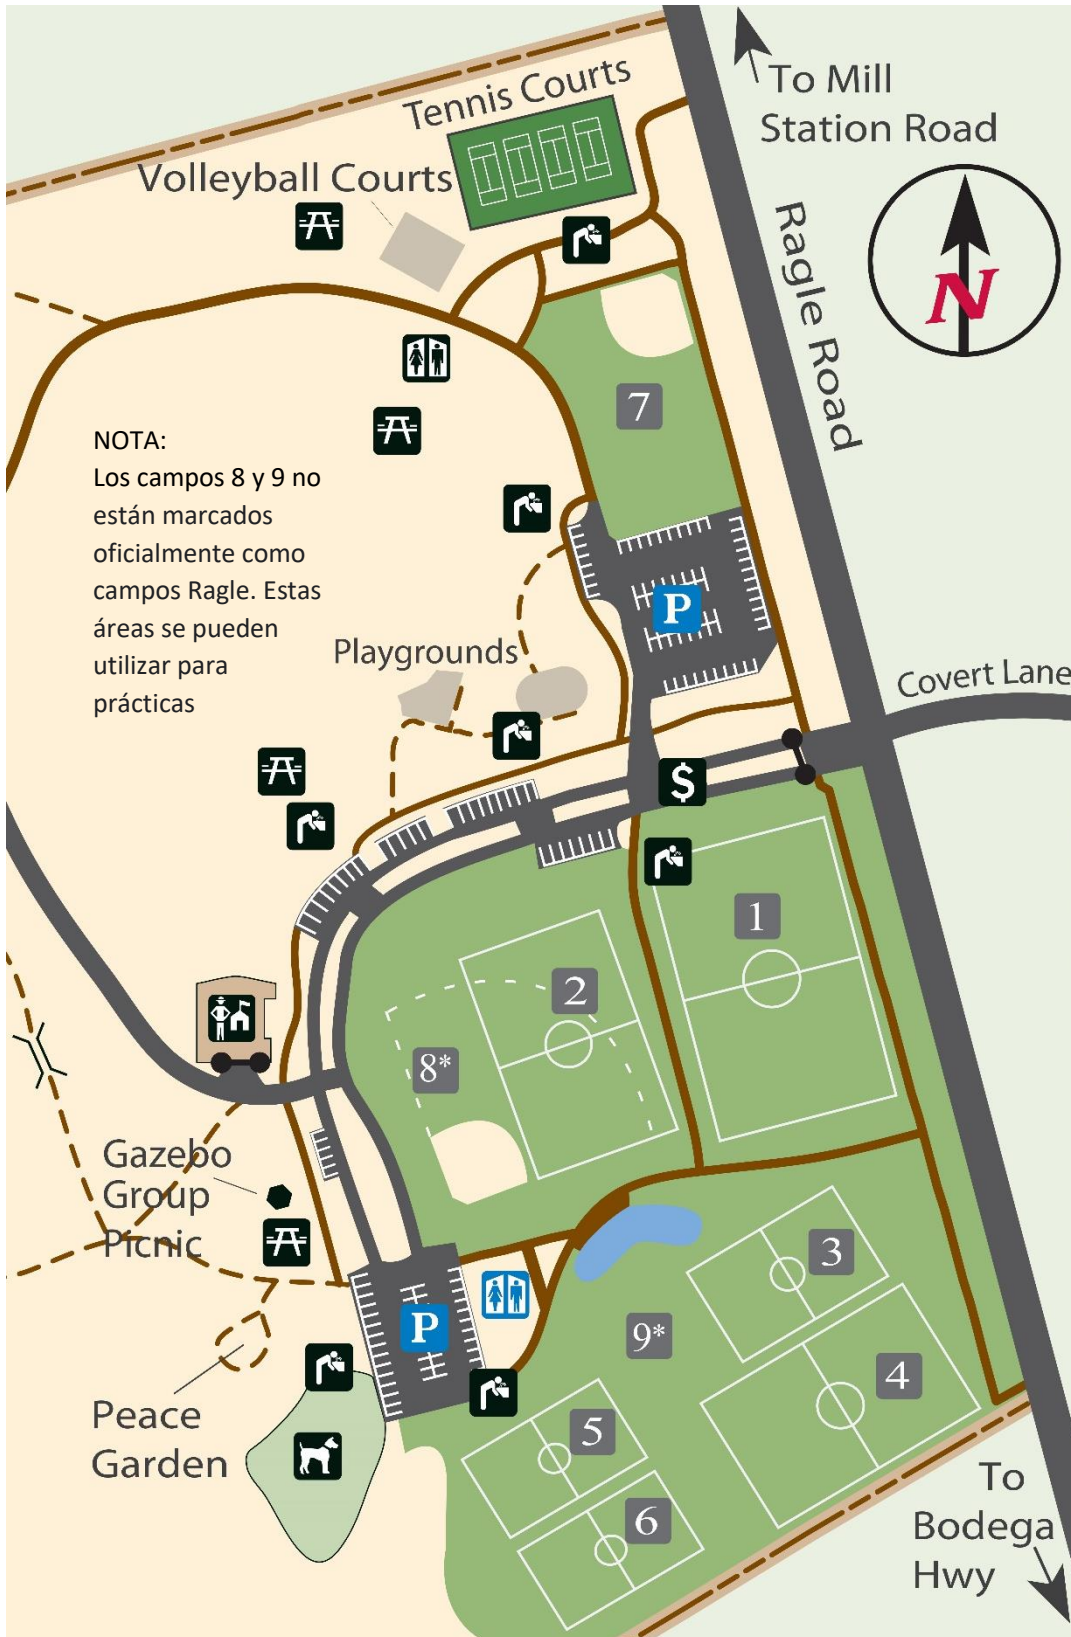 To Mill
Station Road
Tennis Courts
Volleyball Courts
Ragle Road
N
7
NOTA:
Los campos 8 y 9 no
están marcados
oficialmente como
campos Ragle. Estas
áreas se pueden
utilizar para
prácticas
P
Playgrounds
Covert Lane
$
1
2
8*
Gazebo
Group
Picnic
3
9*
P
4
Peace
Garden
5
6
To
Bodega
Hwy